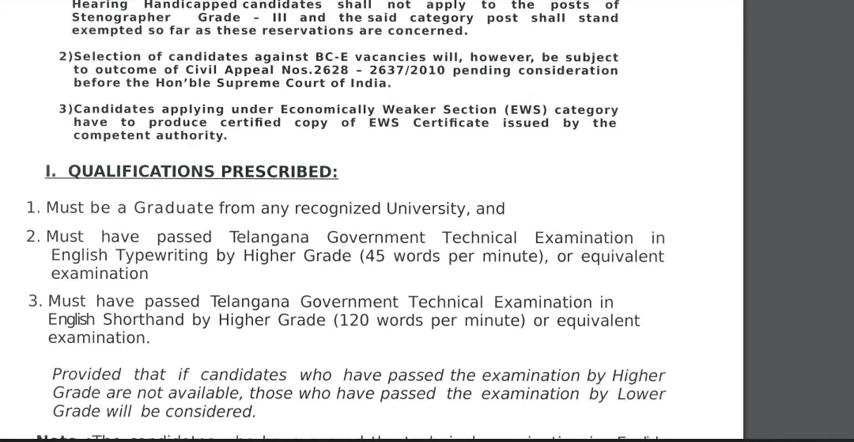 Hearing Handicapped candidates shall not apply to the posts of
Stenographer Grade – III and the said category post shall stand
exempted so far as these reservations are concerned.
2)Selection of candidates against BC-E vacancies will, however, be subject
to outcome of Civil Appeal Nos.2628 – 2637/2010 pending consideration
before the Hon’ble Supreme Court of India.
3)Candidates applying under Economically Weaker Section (EWS) category
have to produce certified copy of EWS Certificate issued by the
competent authority.
I. QUALIFICATIONS PRESCRIBED:
1. Must be a Graduate from any recognized University, and
2. Must have passed Telangana Government Technical Examination in
English Typewriting by Higher Grade (45 words per minute), or equivalent
examination
3. Must have passed Telangana Government Technical Examination in
English Shorthand by Higher Grade (120 words per minute) or equivalent
examination.
Provided that if candidates who have passed the examination by Higher
Grade are not available, those who have passed the examination by Lower
Grade will be considered.